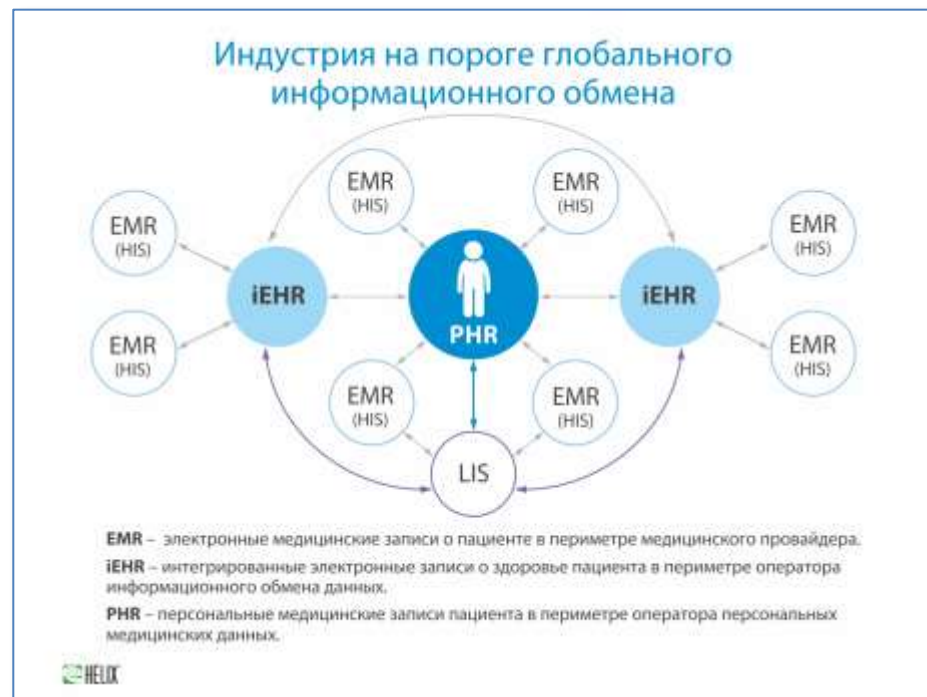 Индустрия на пороге глобального
информационного обмена
EMR
(HIS)
EMR
(HIS)
EMR
(HIS)
EMR
(HIS)
iEHR
PHR
iEHR
EMR
(HIS)
EMR
(HIS)
EMR
(HIS)
EMR
(HIS)
LIS
EMR – электронные медицинские записи о пациенте в периметре медицинского провайдера.
iEHR – интегрированные электронные записи о здоровье пациента в периметре оператора
информационного обмена данных.
PHR – персональные медицинские записи пациента в периметре оператора персональных
медицинских данных.
HELIX